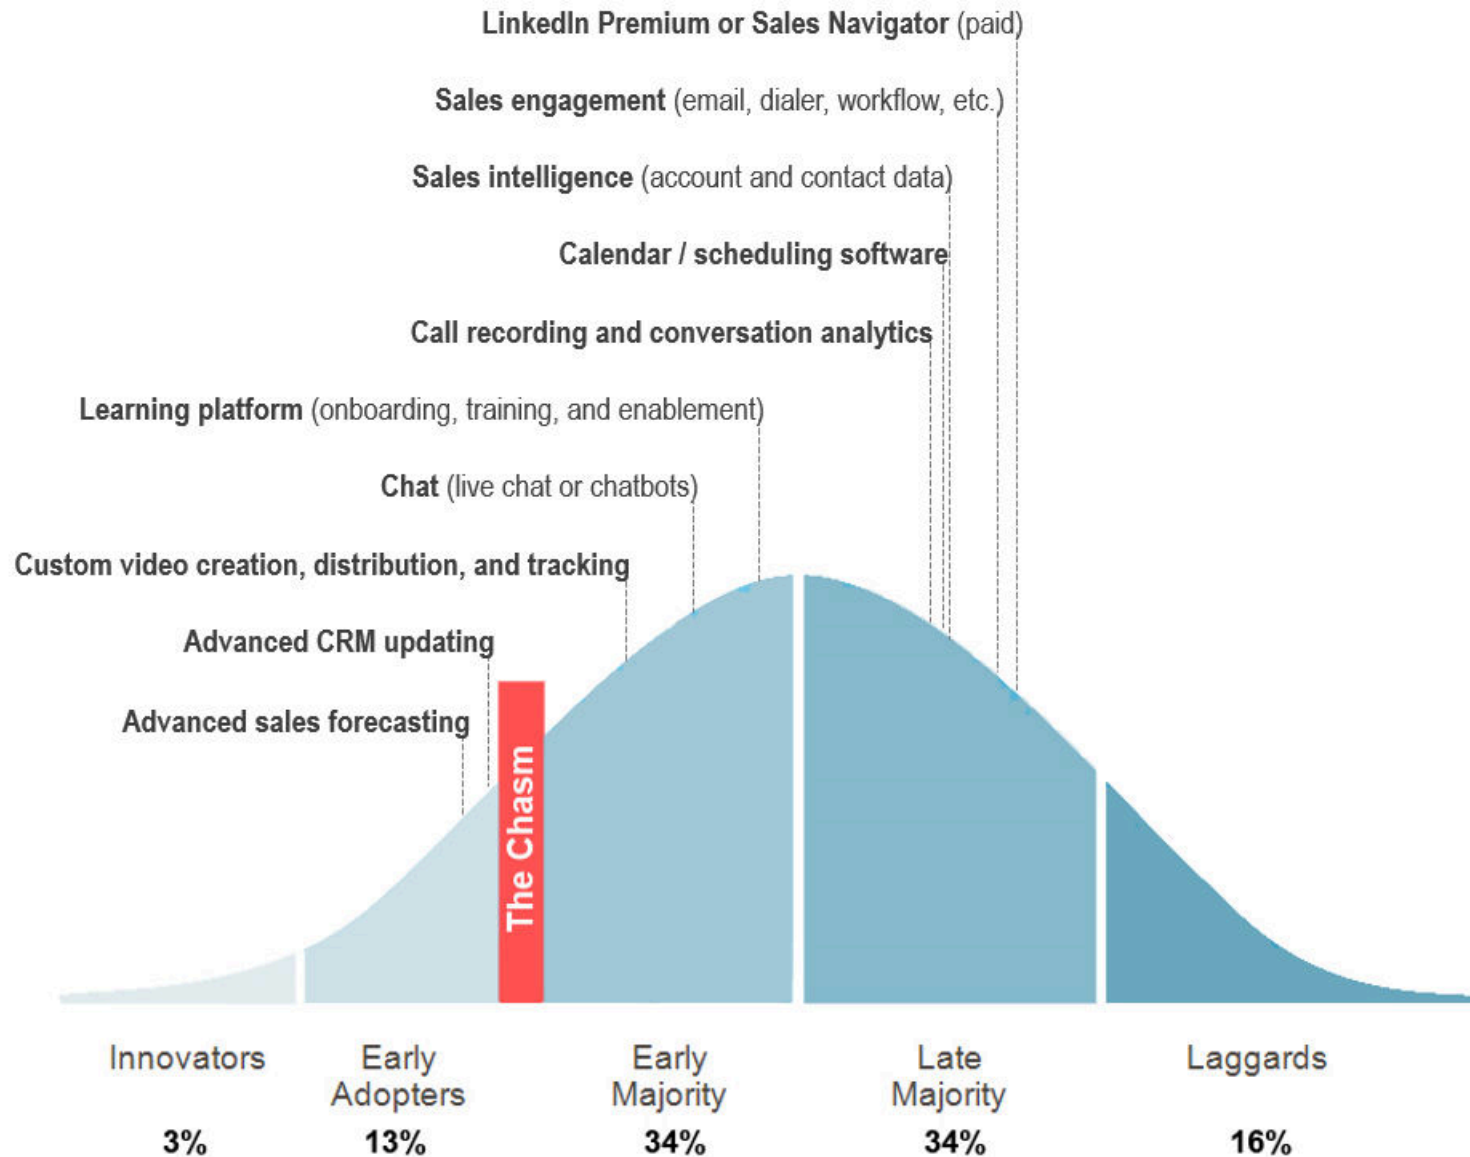 LinkedIn Premium or Sales Navigator (paid)
Sales engagement (email, dialer, workflow, etc.)
Sales intelligence (account and contact data)
Calendar / scheduling software
Call recording and conversation analytics
Learning platform (onboarding, training, and enablement)
Chat (live chat or chatbots)
Custom video creation, distribution, and tracking
Advanced CRM updating
Advanced sales forecasting
The Chasm
Innovators
3%
Early
Adopters
13%
Early
Majority
34%
Late
Majority
34%
Laggards
16%